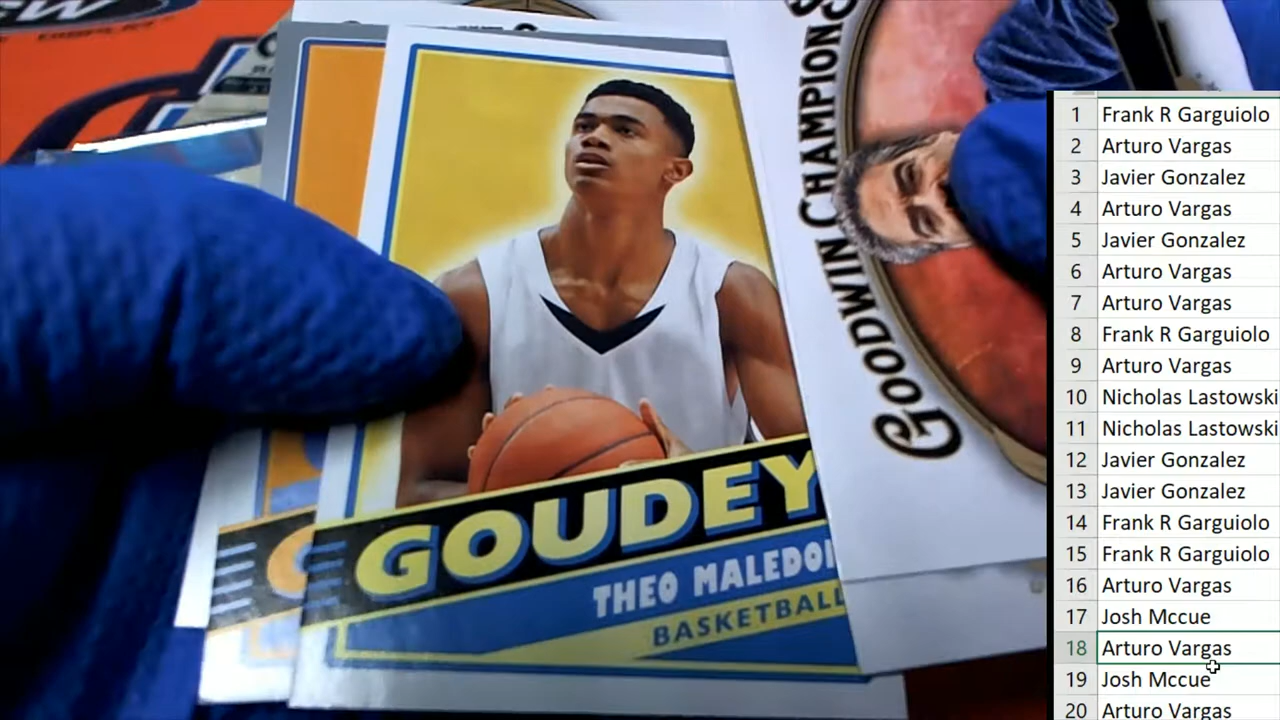 GOODWIN CHAMPIONS
GOUDEY
THEO MALEDON
BASKETBALL
1 Frank R Garguiolo
2 Arturo Vargas
3 Javier Gonzalez
4 Arturo Vargas
5 Javier Gonzalez
6 Arturo Vargas
7 Arturo Vargas
8 Frank R Garguiolo
9 Arturo Vargas
10 Nicholas Lastowski
11 Nicholas Lastowski
12 Javier Gonzalez
13 Javier Gonzalez
14 Frank R Garguiolo
15 Frank R Garguiolo
16 Arturo Vargas
17 Josh Mccue
18 Arturo Vargas
19 Josh Mccue
20 Arturo Vargas